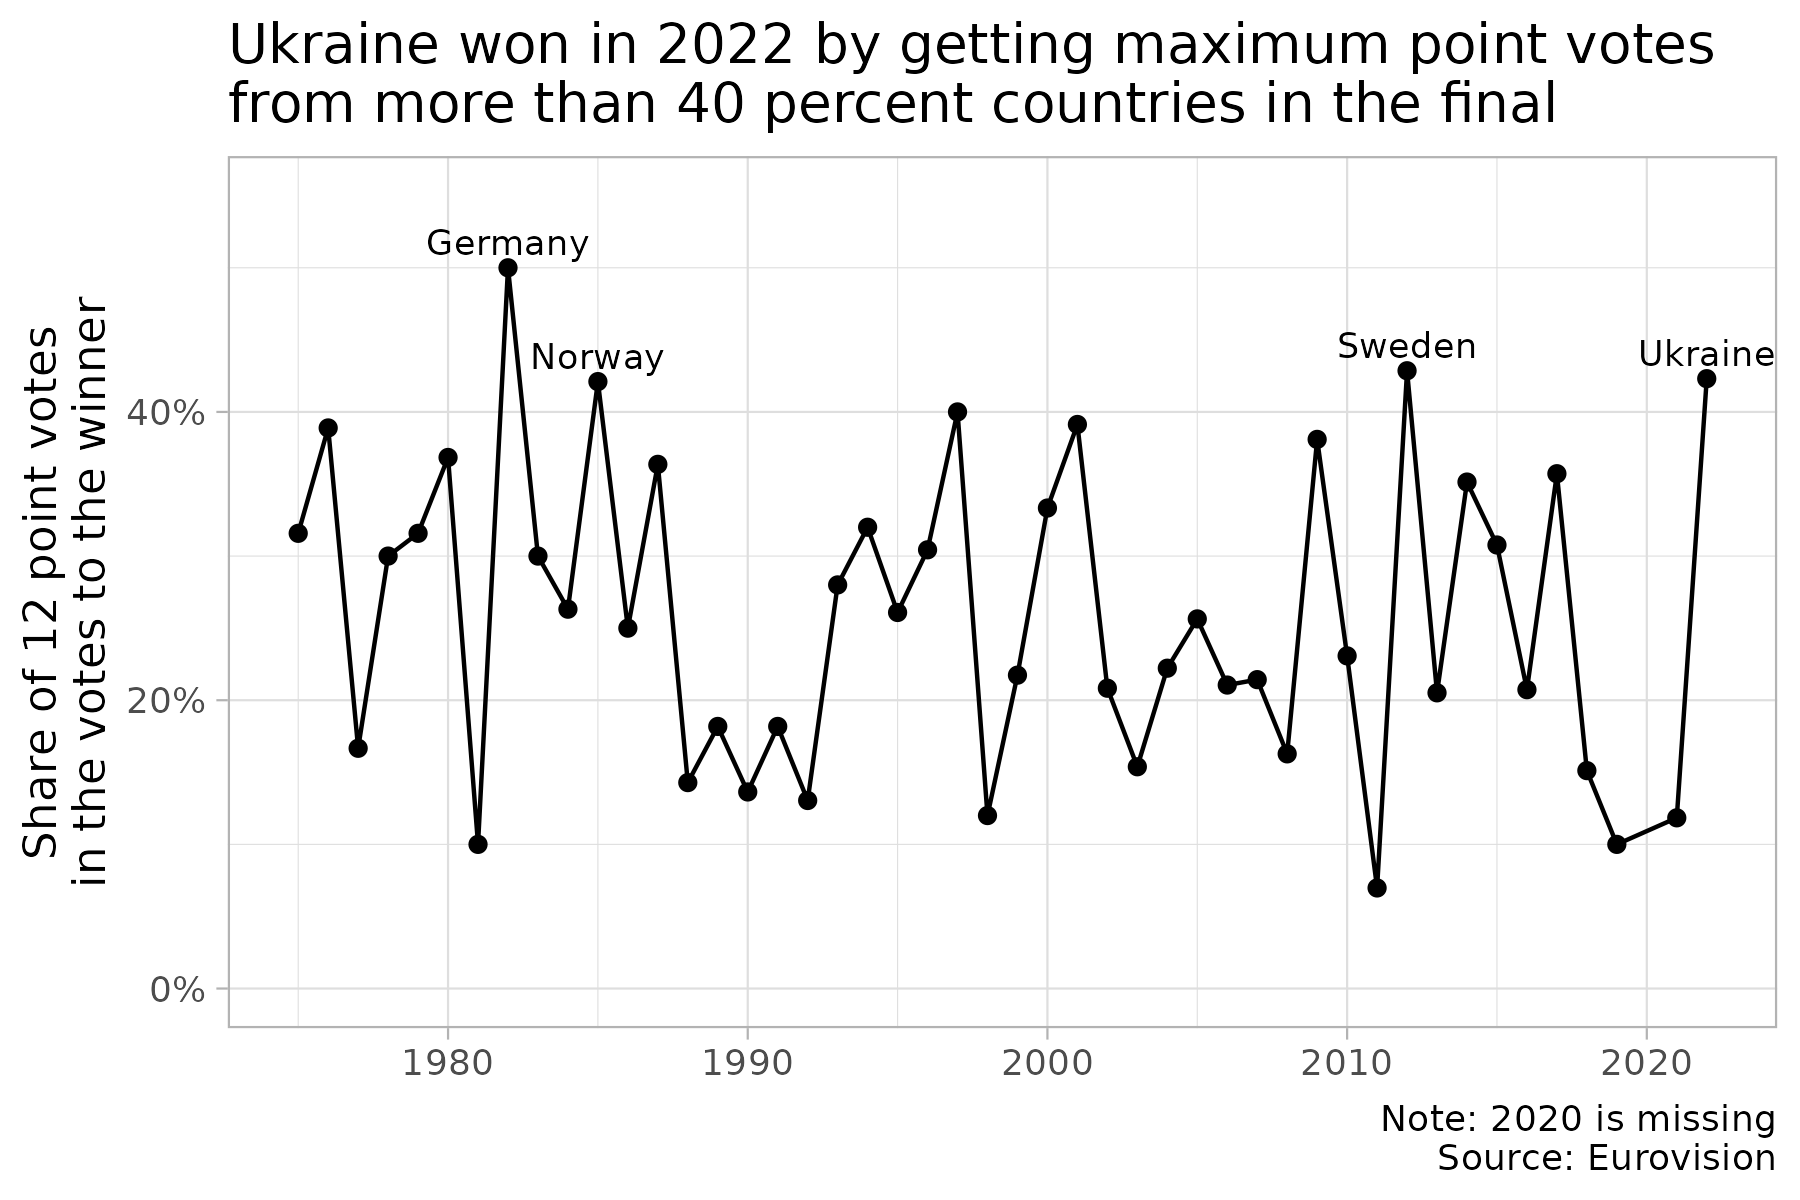 Ukraine won in 2022 by getting maximum point votes
from more than 40 percent countries in the final
Share of 12 point votes
in the votes to the winner
Germany
Norway
Sweden
Ukraine
40%
20%
0%
1980
1990
2000
2010
2020
Note: 2020 is missing
Source: Eurovision